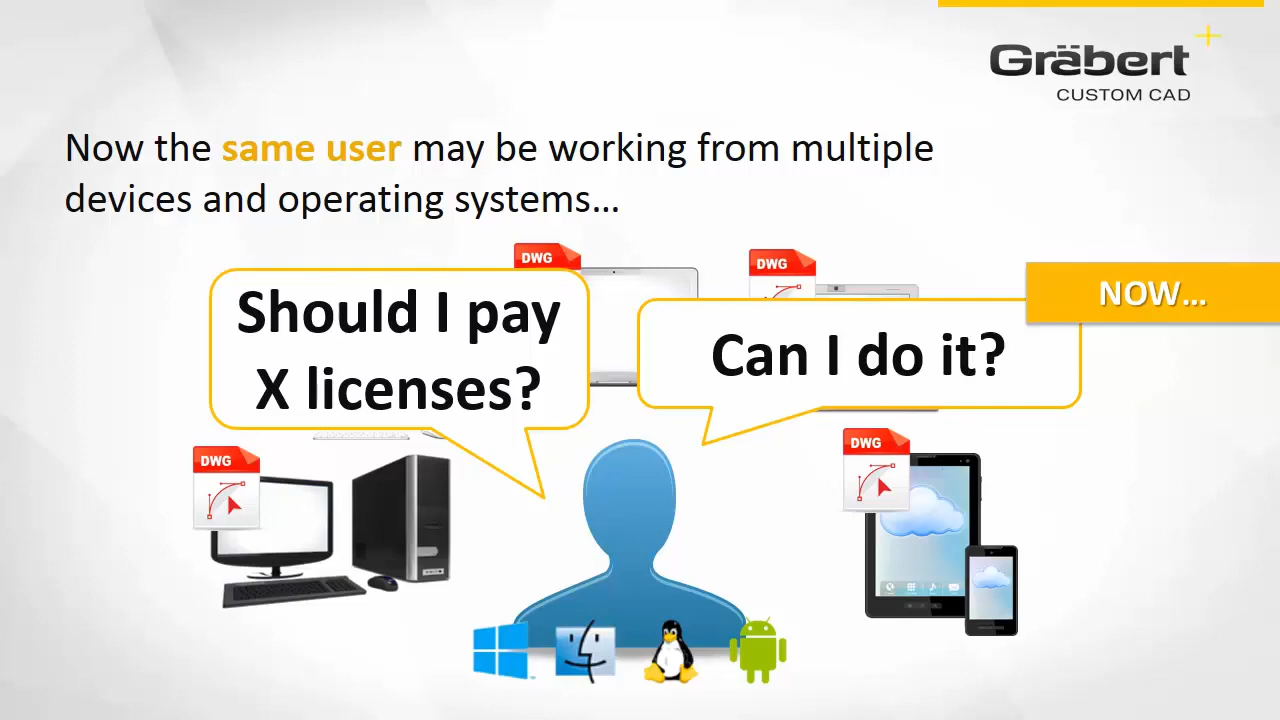 Gräbert
CUSTOM CAD
Now the same user may be working from multiple
devices and operating systems…
DWG
DWG
NOW…
Should I pay
X licenses?
Can I do it?
DWG
DWG